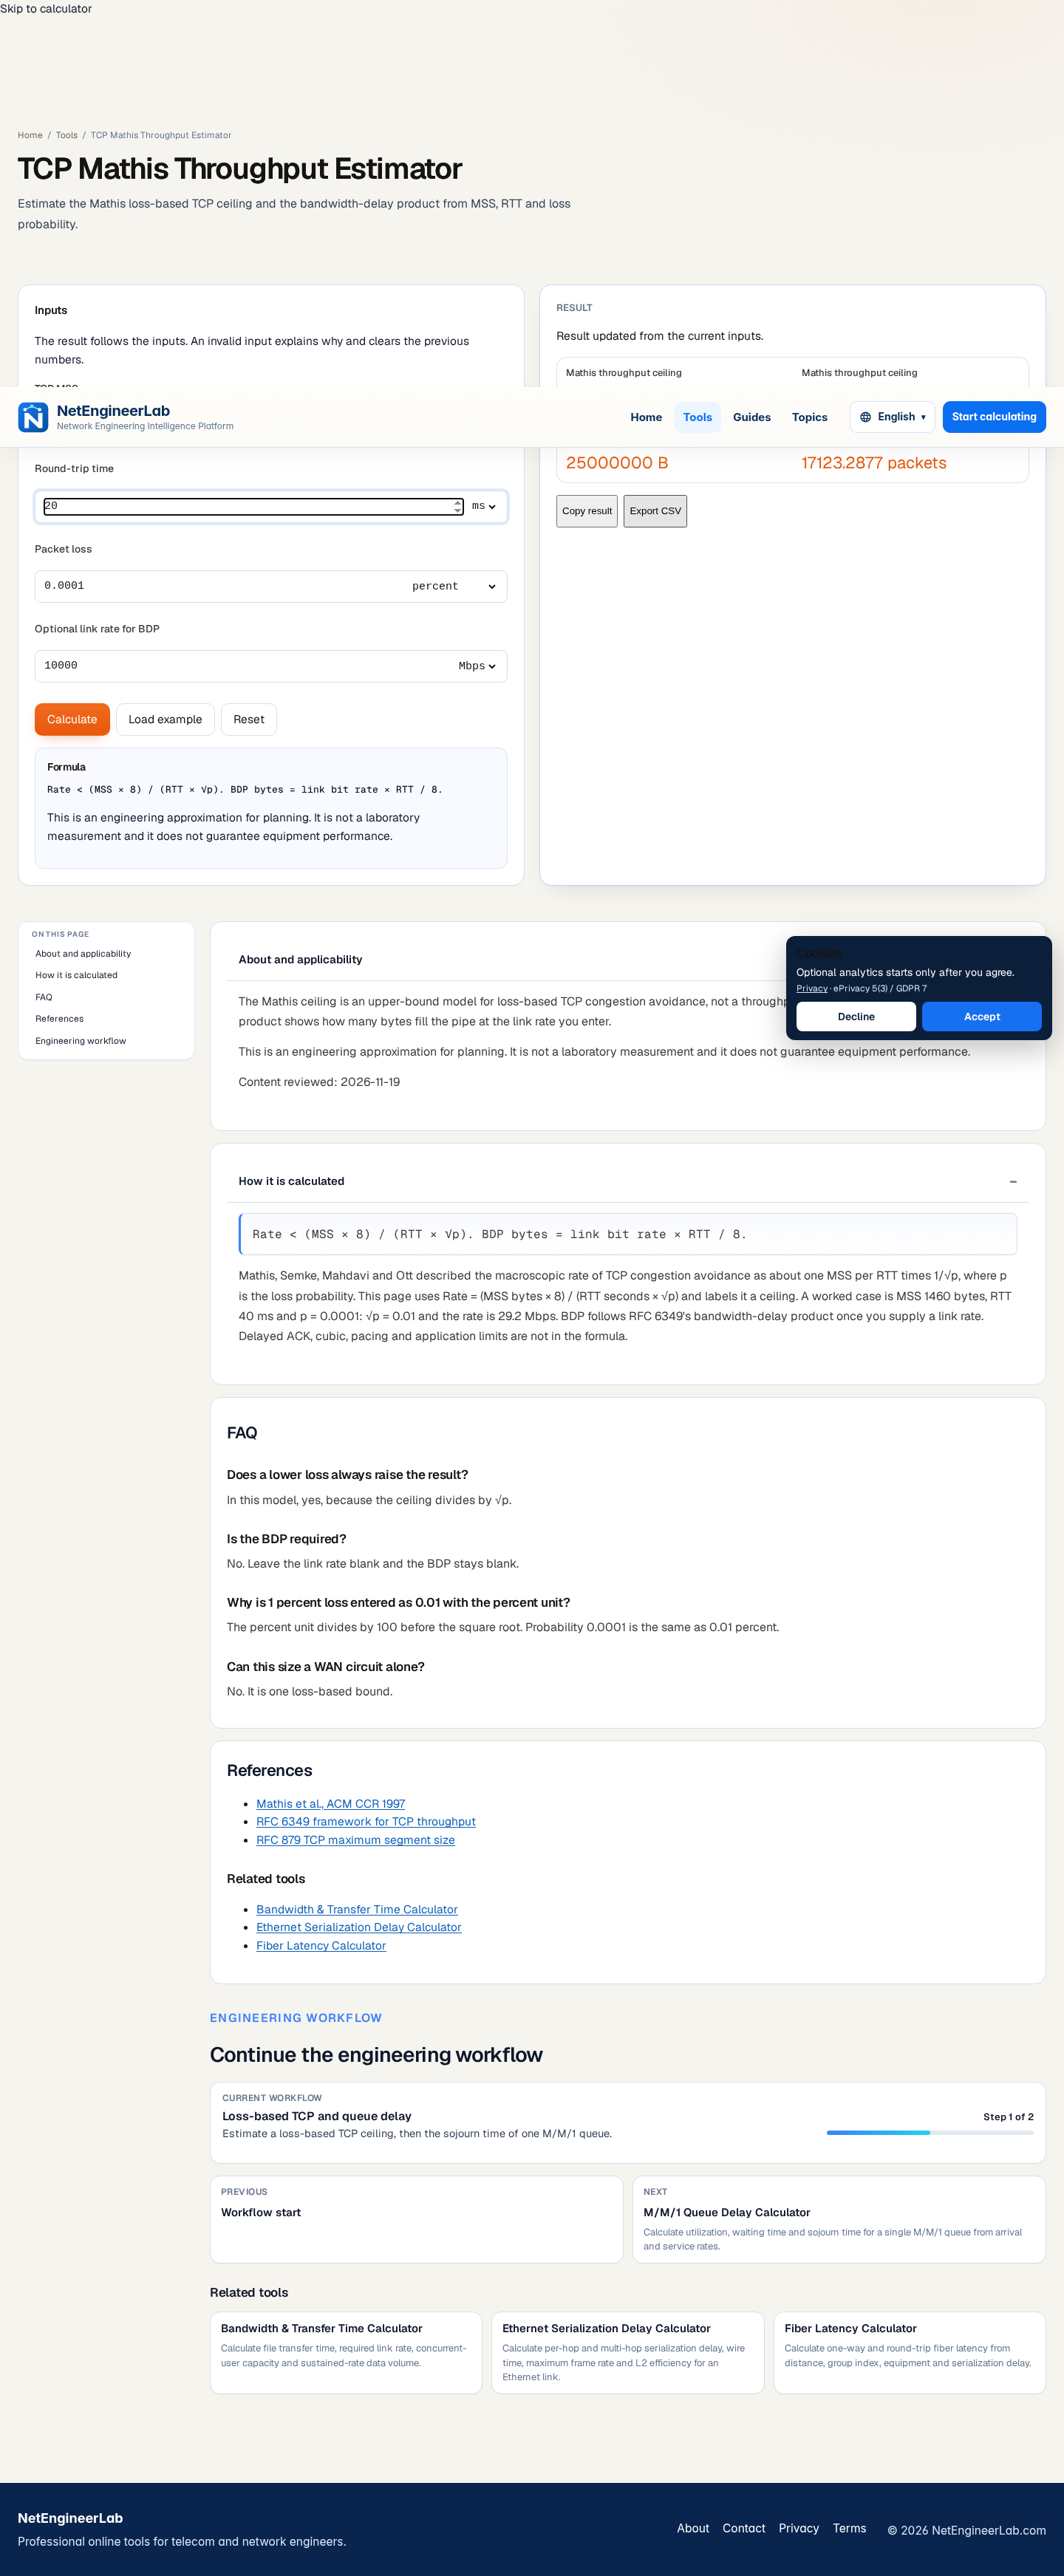 Skip to calculator
Home / Tools / TCP Mathis Throughput Estimator
TCP Mathis Throughput Estimator
Estimate the Mathis loss-based TCP ceiling and the bandwidth-delay product from MSS, RTT and loss
probability.
Inputs
The result follows the inputs. An invalid input explains why and clears the previous
numbers.
RESULT
Result updated from the current inputs.
Mathis throughput ceiling
Mathis throughput ceiling
NetEngineerLab
Network Engineering Intelligence Platform
Home
Tools
Guides
Topics
English ▾
Start calculating
Round-trip time
20
ms
25000000 B
17123.2877 packets
Copy result
Export CSV
Packet loss
0.0001
percent
Optional link rate for BDP
10000
Mbps
Calculate
Load example
Reset
Formula
Rate < (MSS × 8) / (RTT × √p). BDP bytes = link bit rate × RTT / 8.
This is an engineering approximation for planning. It is not a laboratory
measurement and it does not guarantee equipment performance.
ON THIS PAGE
About and applicability
How it is calculated
FAQ
References
Engineering workflow
About and applicability
The Mathis ceiling is an upper-bound model for loss-based TCP congestion avoidance, not a
product shows how many bytes fill the pipe at the link rate you enter.
This is an engineering approximation for planning. It is not a laboratory measurement and it does not guarantee equipment performance.
Content reviewed: 2026-11-19
Cookies
Optional analytics starts only after you agree.
Privacy · ePrivacy 5(3) / GDPR 7
Decline
Accept
How it is calculated
–
Rate < (MSS × 8) / (RTT × √p). BDP bytes = link bit rate × RTT / 8.
Mathis, Semke, Mahdavi and Ott described the macroscopic rate of TCP congestion avoidance as about one MSS per RTT times 1/√p, where p
is the loss probability. This page uses Rate = (MSS bytes × 8) / (RTT seconds × √p) and labels it a ceiling. A worked case is MSS 1460 bytes, RTT
40 ms and p = 0.0001: √p = 0.01 and the rate is 29.2 Mbps. BDP follows RFC 6349's bandwidth-delay product once you supply a link rate.
Delayed ACK, cubic, pacing and application limits are not in the formula.
FAQ
Does a lower loss always raise the result?
In this model, yes, because the ceiling divides by √p.
Is the BDP required?
No. Leave the link rate blank and the BDP stays blank.
Why is 1 percent loss entered as 0.01 with the percent unit?
The percent unit divides by 100 before the square root. Probability 0.0001 is the same as 0.01 percent.
Can this size a WAN circuit alone?
No. It is one loss-based bound.
References
Mathis et al., ACM CCR 1997
RFC 6349 framework for TCP throughput
RFC 879 TCP maximum segment size
Related tools
Bandwidth & Transfer Time Calculator
Ethernet Serialization Delay Calculator
Fiber Latency Calculator
ENGINEERING WORKFLOW
Continue the engineering workflow
CURRENT WORKFLOW
Loss-based TCP and queue delay
Estimate a loss-based TCP ceiling, then the sojourn time of one M/M/1 queue.
Step 1 of 2
PREVIOUS
Workflow start
NEXT
M/M/1 Queue Delay Calculator
Calculate utilization, waiting time and sojourn time for a single M/M/1 queue from arrival
and service rates.
Related tools
Bandwidth & Transfer Time Calculator
Calculate file transfer time, required link rate, concurrent-
user capacity and sustained-rate data volume.
Ethernet Serialization Delay Calculator
Calculate per-hop and multi-hop serialization delay, wire
time, maximum frame rate and L2 efficiency for an
Ethernet link.
Fiber Latency Calculator
Calculate one-way and round-trip fiber latency from
distance, group index, equipment and serialization delay.
NetEngineerLab
Professional online tools for telecom and network engineers.
About
Contact
Privacy
Terms
© 2026 NetEngineerLab.com